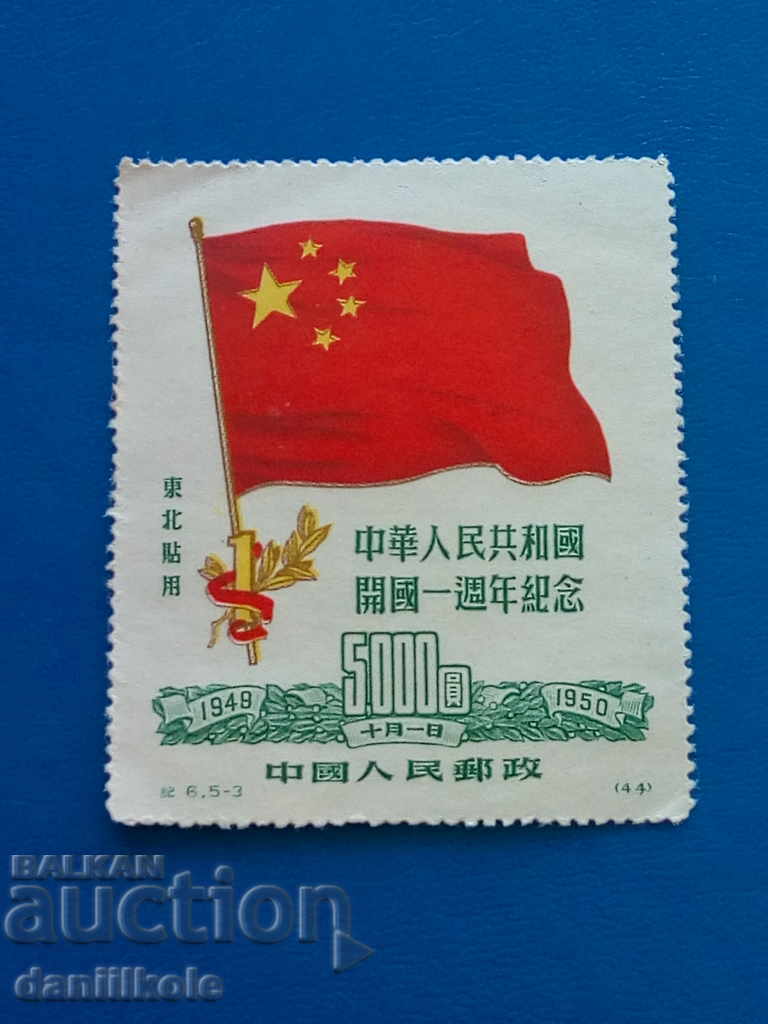 東北貼用
中華人民共和國
開國一週年紀念
5000圓
1949
1950
十月一日
中國人民郵政
紀 6.5-3
(44)
BALKAN
auction
daniilkole